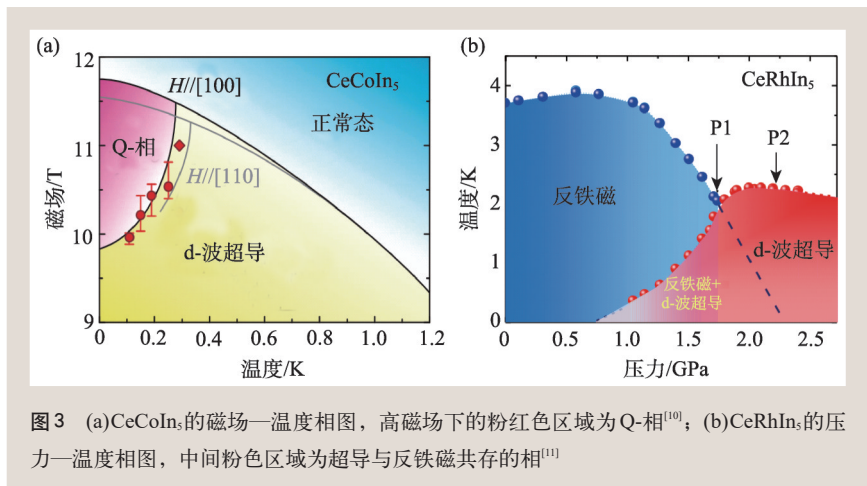 (a)
12
11
10
9
磁场/T
0
0.2
0.4
0.6
0.8
1.0
1.2
温度/K
H//[100]
CeCoIn₅
正常态
Q-相
H//[110]
d-波超导
(b)
4
3
2
1
0
温度/K
0
0.5
1.0
1.5
2.0
2.5
压力/GPa
CeRhIn₅
P1
P2
反铁磁
d-波超导
反铁磁+
d-波超导
图3 (a)CeCoIn₅的磁场—温度相图，高磁场下的粉红色区域为Q-相[10]；(b)CeRhIn₅的压
力—温度相图，中间粉色区域为超导与反铁磁共存的相[11]